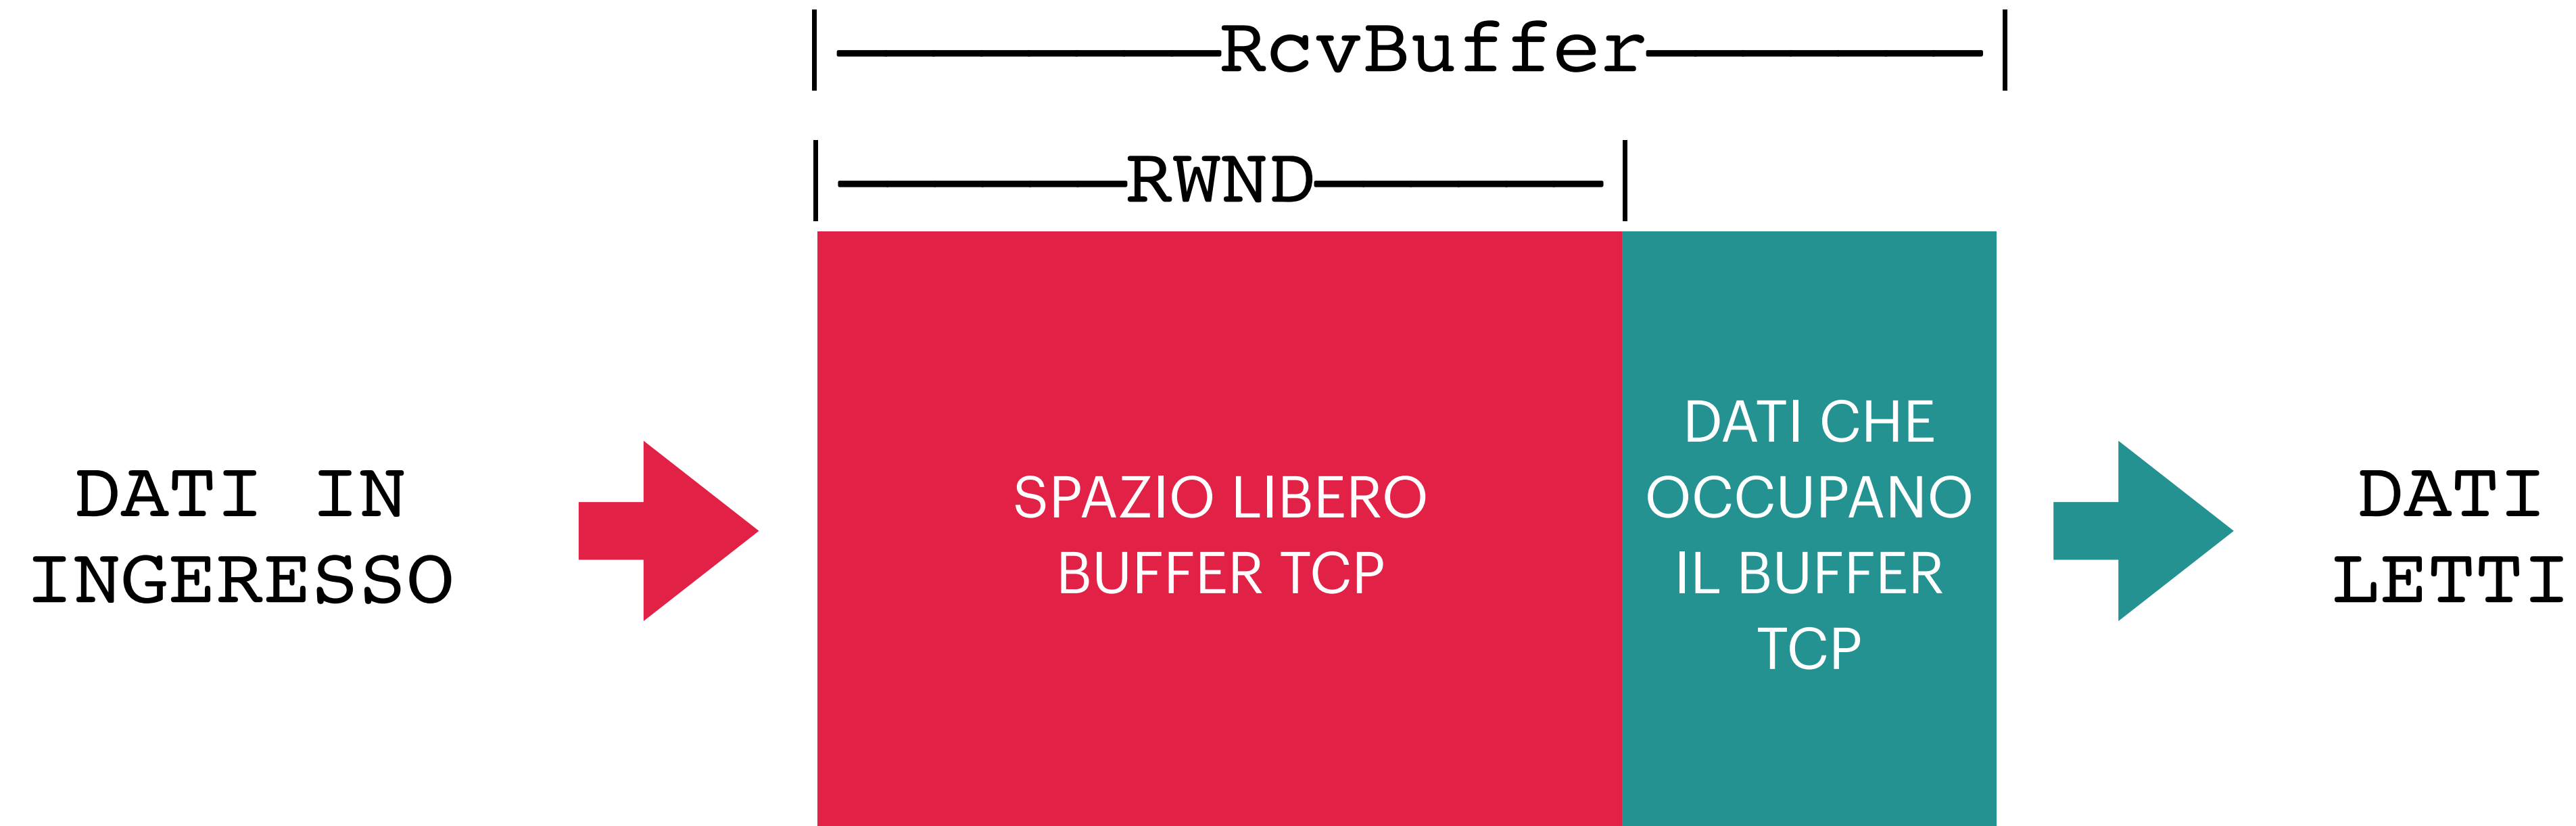 RcvBuffer
RWND
DATI IN
INGERESSO
SPAZIO LIBERO
BUFFER TCP
DATI CHE
OCCUPANO
IL BUFFER
TCP
DATI
LETTI